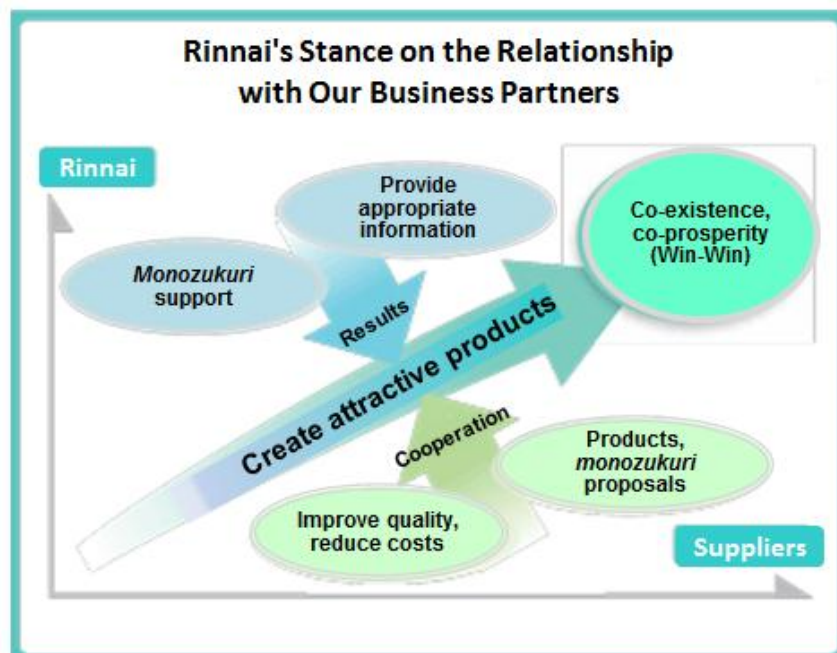 Rinnai's Stance on the Relationship
with Our Business Partners
Rinnai
Provide
appropriate
information
Co-existence,
co-prosperity
(Win-Win)
Monozukuri
support
Results
Create attractive products
Cooperation
Products,
monozukuri
proposals
Improve quality,
reduce costs
Suppliers